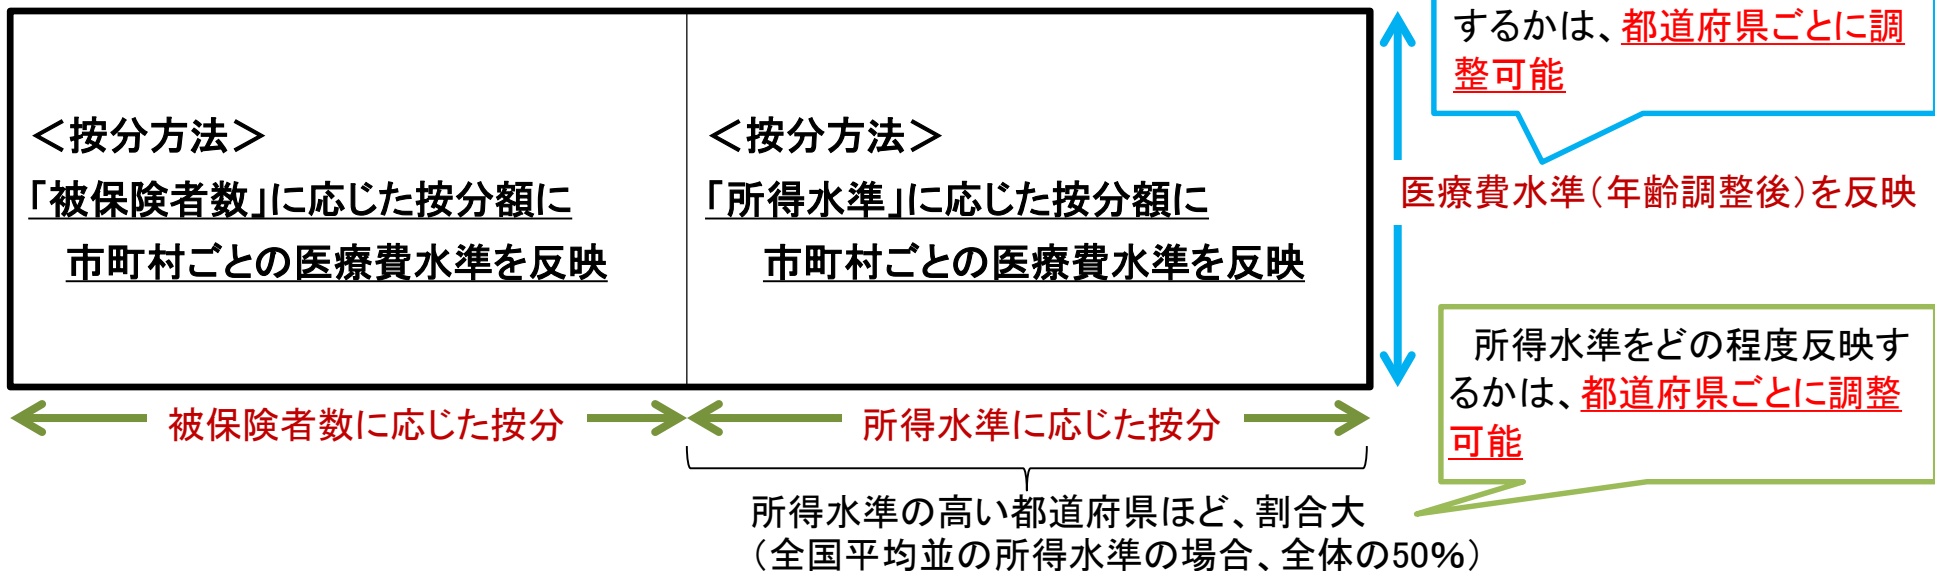 ＜按分方法＞
「被保険者数」に応じた按分額に
市町村ごとの医療費水準を反映
＜按分方法＞
「所得水準」に応じた按分額に
市町村ごとの医療費水準を反映
するかは、都道府県ごとに調
整可能
医療費水準（年齢調整後）を反映
所得水準をどの程度反映す
るかは、都道府県ごとに調整
可能
被保険者数に応じた按分
所得水準に応じた按分
所得水準の高い都道府県ほど、割合大
（全国平均並の所得水準の場合、全体の50%）